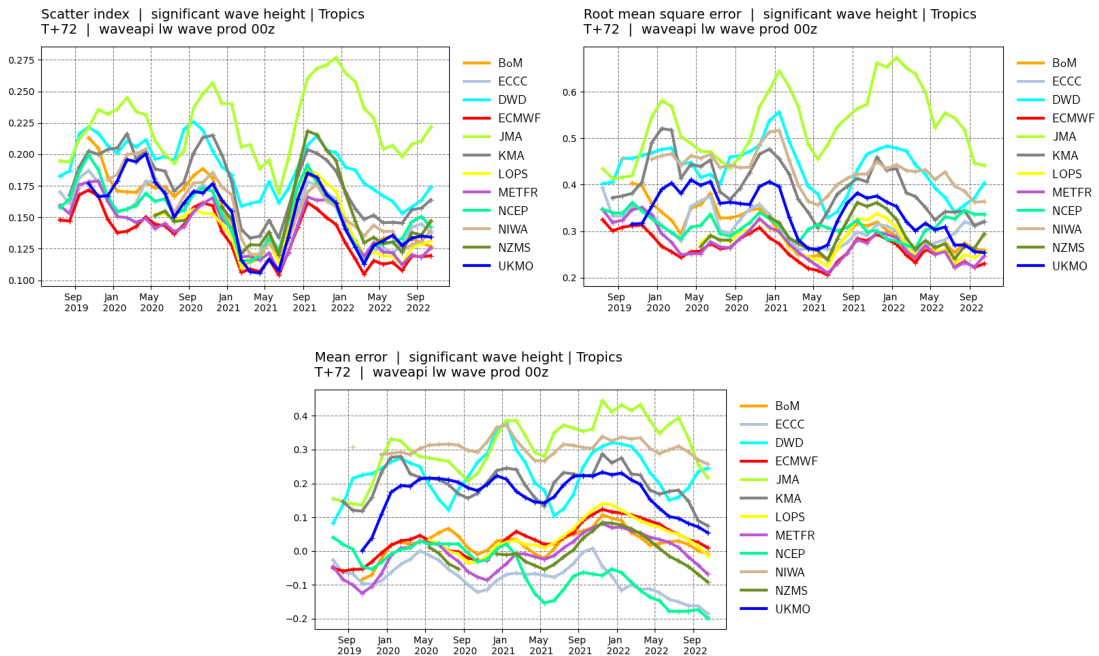 Scatter index | significant wave height | Tropics
T+72 | waveapi lw wave prod 00z
0.275
0.250
0.225
0.200
0.175
0.150
0.125
0.100
Sep 2019
Jan 2020
May 2020
Sep 2020
Jan 2021
May 2021
Sep 2021
Jan 2022
May 2022
Sep 2022
BoM
ECCC
DWD
ECMWF
JMA
KMA
LOPS
METFR
NCEP
NIWA
NZMS
UKMO
Root mean square error | significant wave height | Tropics
T+72 | waveapi lw wave prod 00z
0.6
0.5
0.4
0.3
0.2
Sep 2019
Jan 2020
May 2020
Sep 2020
Jan 2021
May 2021
Sep 2021
Jan 2022
May 2022
Sep 2022
BoM
ECCC
DWD
ECMWF
JMA
KMA
LOPS
METFR
NCEP
NIWA
NZMS
UKMO
Mean error | significant wave height | Tropics
T+72 | waveapi lw wave prod 00z
0.4
0.3
0.2
0.1
0.0
−0.1
−0.2
Sep 2019
Jan 2020
May 2020
Sep 2020
Jan 2021
May 2021
Sep 2021
Jan 2022
May 2022
Sep 2022
BoM
ECCC
DWD
ECMWF
JMA
KMA
LOPS
METFR
NCEP
NIWA
NZMS
UKMO